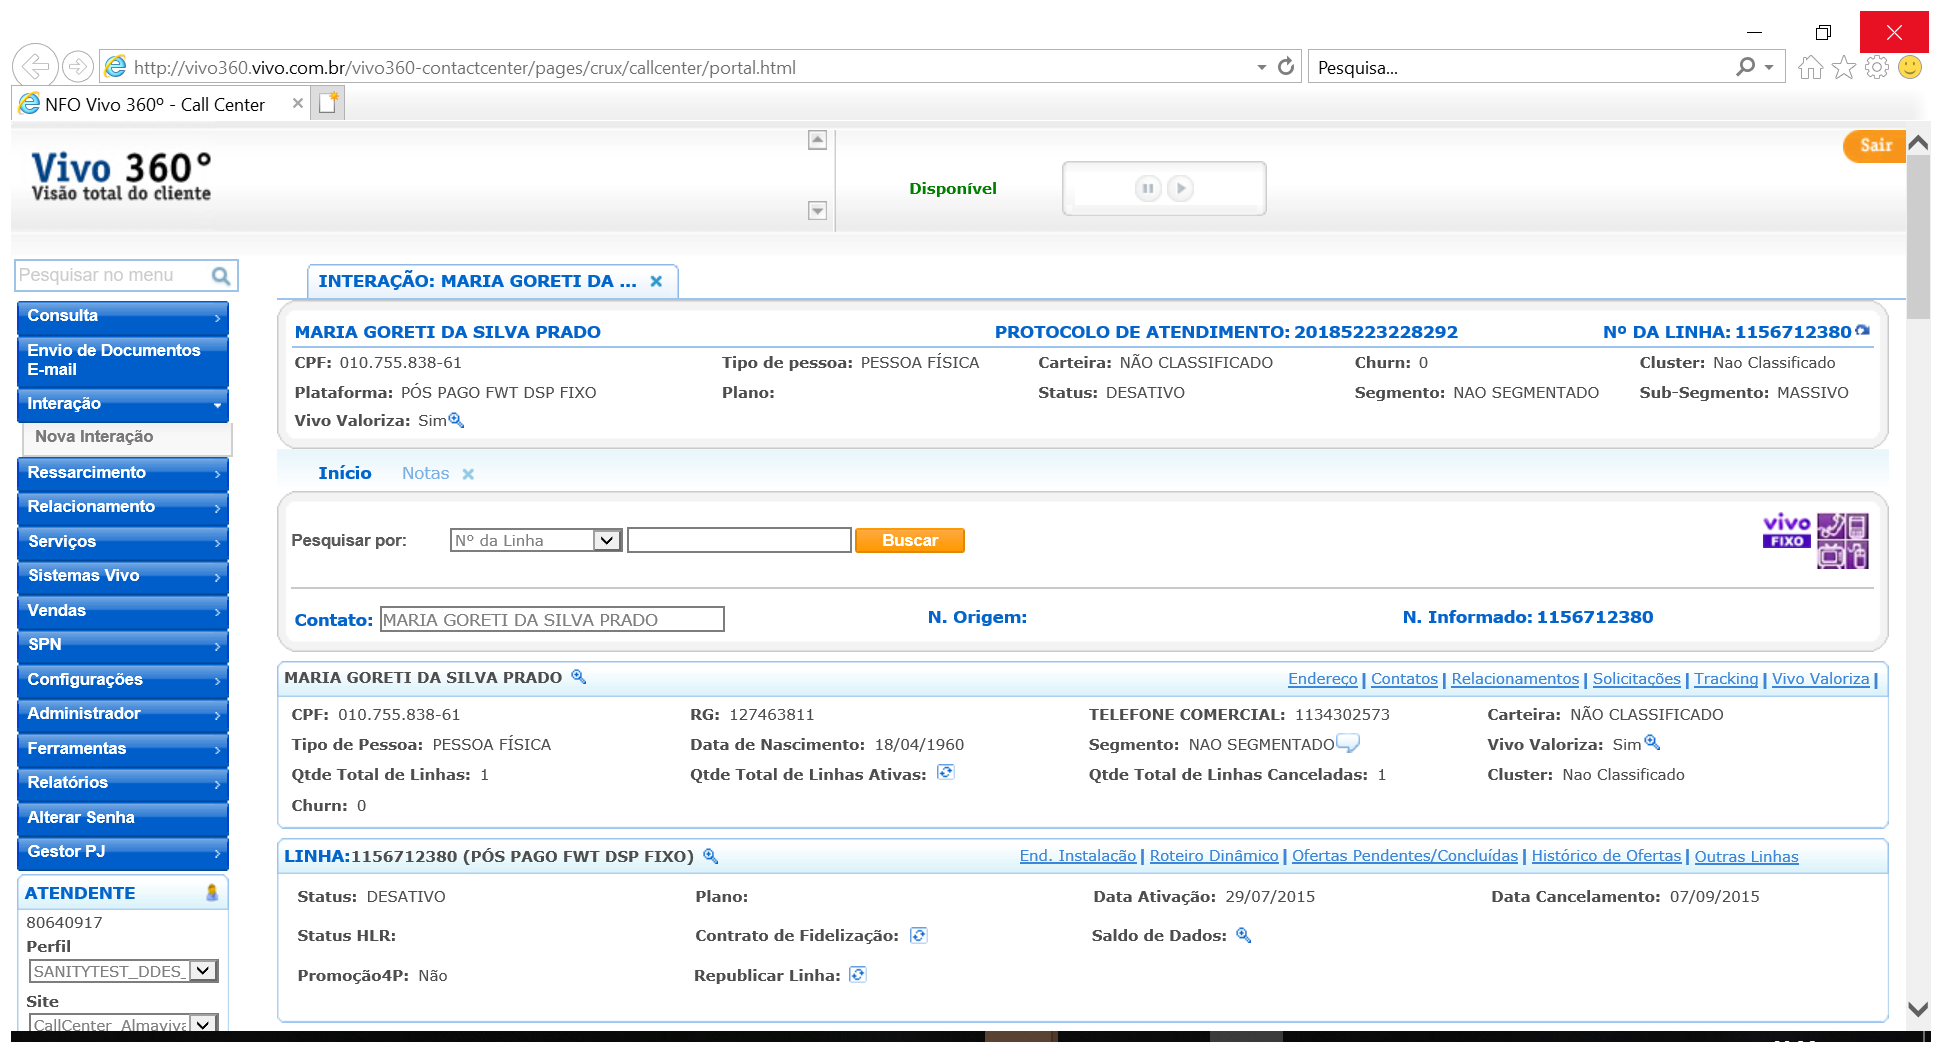 http://vivo360.vivo.com.br/vivo360-contactcenter/pages/crux/callcenter/portal.html
Pesquisa...
NFO Vivo 360º - Call Center
Vivo 360°
Visão total do cliente
Disponível
Sair
Pesquisar no menu
Consulta
Envio de Documentos
E-mail
Interação
Nova Interação
Ressarcimento
Relacionamento
Serviços
Sistemas Vivo
Vendas
SPN
Configurações
Administrador
Ferramentas
Relatórios
Alterar Senha
Gestor PJ
ATENDENTE
80640917
Perfil
SANITYTEST_DDES_
Site
CallCenter Almaviva
INTERAÇÃO: MARIA GORETI DA ...
MARIA GORETI DA SILVA PRADO PROTOCOLO DE ATENDIMENTO: 20185223228292 Nº DA LINHA: 1156712380
CPF: 010.755.838-61 Tipo de pessoa: PESSOA FÍSICA Carteira: NÃO CLASSIFICADO Churn: 0 Cluster: Nao Classificado
Plataforma: PÓS PAGO FWT DSP FIXO Plano: Status: DESATIVO Segmento: NAO SEGMENTADO Sub-Segmento: MASSIVO
Vivo Valoriza: Sim
Início Notas
Pesquisar por: Nº da Linha Buscar
vivo
FIXO
Contato: MARIA GORETI DA SILVA PRADO N. Origem: N. Informado: 1156712380
MARIA GORETI DA SILVA PRADO Endereço | Contatos | Relacionamentos | Solicitações | Tracking | Vivo Valoriza |
CPF: 010.755.838-61 RG: 127463811 TELEFONE COMERCIAL: 1134302573 Carteira: NÃO CLASSIFICADO
Tipo de Pessoa: PESSOA FÍSICA Data de Nascimento: 18/04/1960 Segmento: NAO SEGMENTADO Vivo Valoriza: Sim
Qtde Total de Linhas: 1 Qtde Total de Linhas Ativas: Qtde Total de Linhas Canceladas: 1 Cluster: Nao Classificado
Churn: 0
LINHA:1156712380 (PÓS PAGO FWT DSP FIXO) End. Instalação | Roteiro Dinâmico | Ofertas Pendentes/Concluídas | Histórico de Ofertas | Outras Linhas
Status: DESATIVO Plano: Data Ativação: 29/07/2015 Data Cancelamento: 07/09/2015
Status HLR: Contrato de Fidelização: Saldo de Dados:
Promoção4P: Não Republicar Linha: